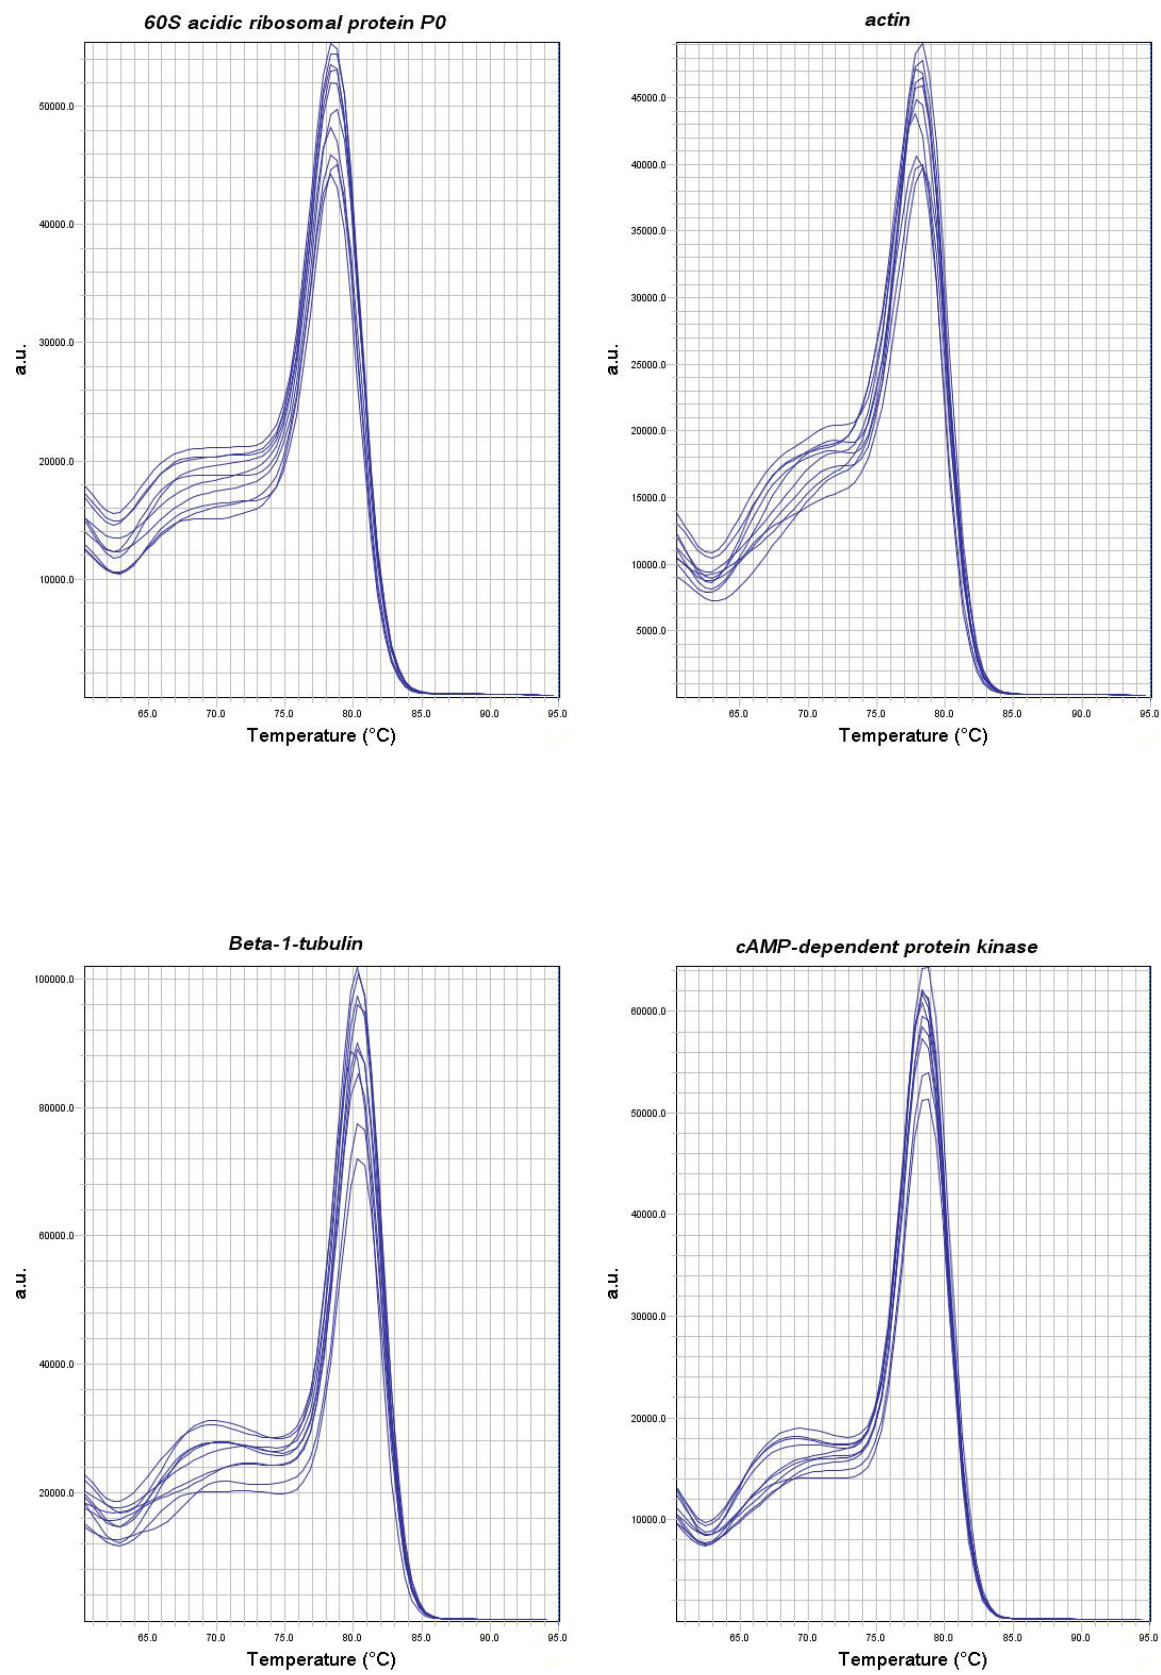 60S acidic ribosomal protein P0
actin
50000.0
40000.0
30000.0
20000.0
10000.0
a.u.
65.0 70.0 75.0 80.0 85.0 90.0 95.0
Temperature (°C)
45000.0
40000.0
35000.0
30000.0
25000.0
20000.0
15000.0
10000.0
5000.0
a.u.
65.0 70.0 75.0 80.0 85.0 90.0 95.0
Temperature (°C)
Beta-1-tubulin
cAMP-dependent protein kinase
100000.0
80000.0
60000.0
40000.0
20000.0
a.u.
65.0 70.0 75.0 80.0 85.0 90.0 95.0
Temperature (°C)
60000.0
50000.0
40000.0
30000.0
20000.0
10000.0
a.u.
65.0 70.0 75.0 80.0 85.0 90.0 95.0
Temperature (°C)